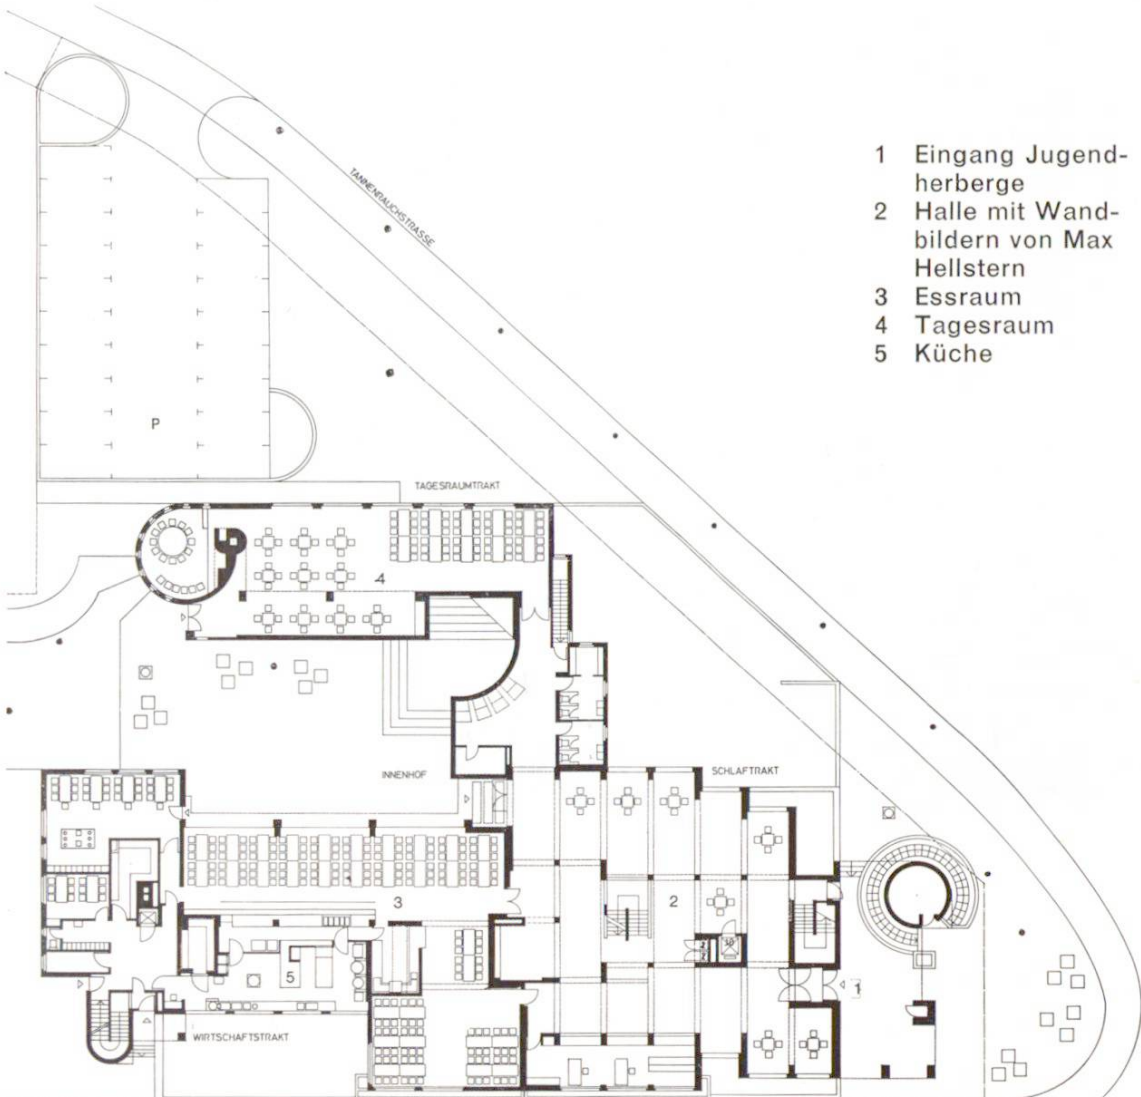 1 Eingang Jugend-
herberge
2 Halle mit Wand-
bildern von Max
Hellstern
3 Essraum
4 Tagesraum
5 Küche
TANNENRAUCHSTRASSE
P
TAGESRAUMTRAKT
4
INNENHOF
SCHLAFTRAKT
3
2
5
1
WIRTSCHAFTSTRAKT